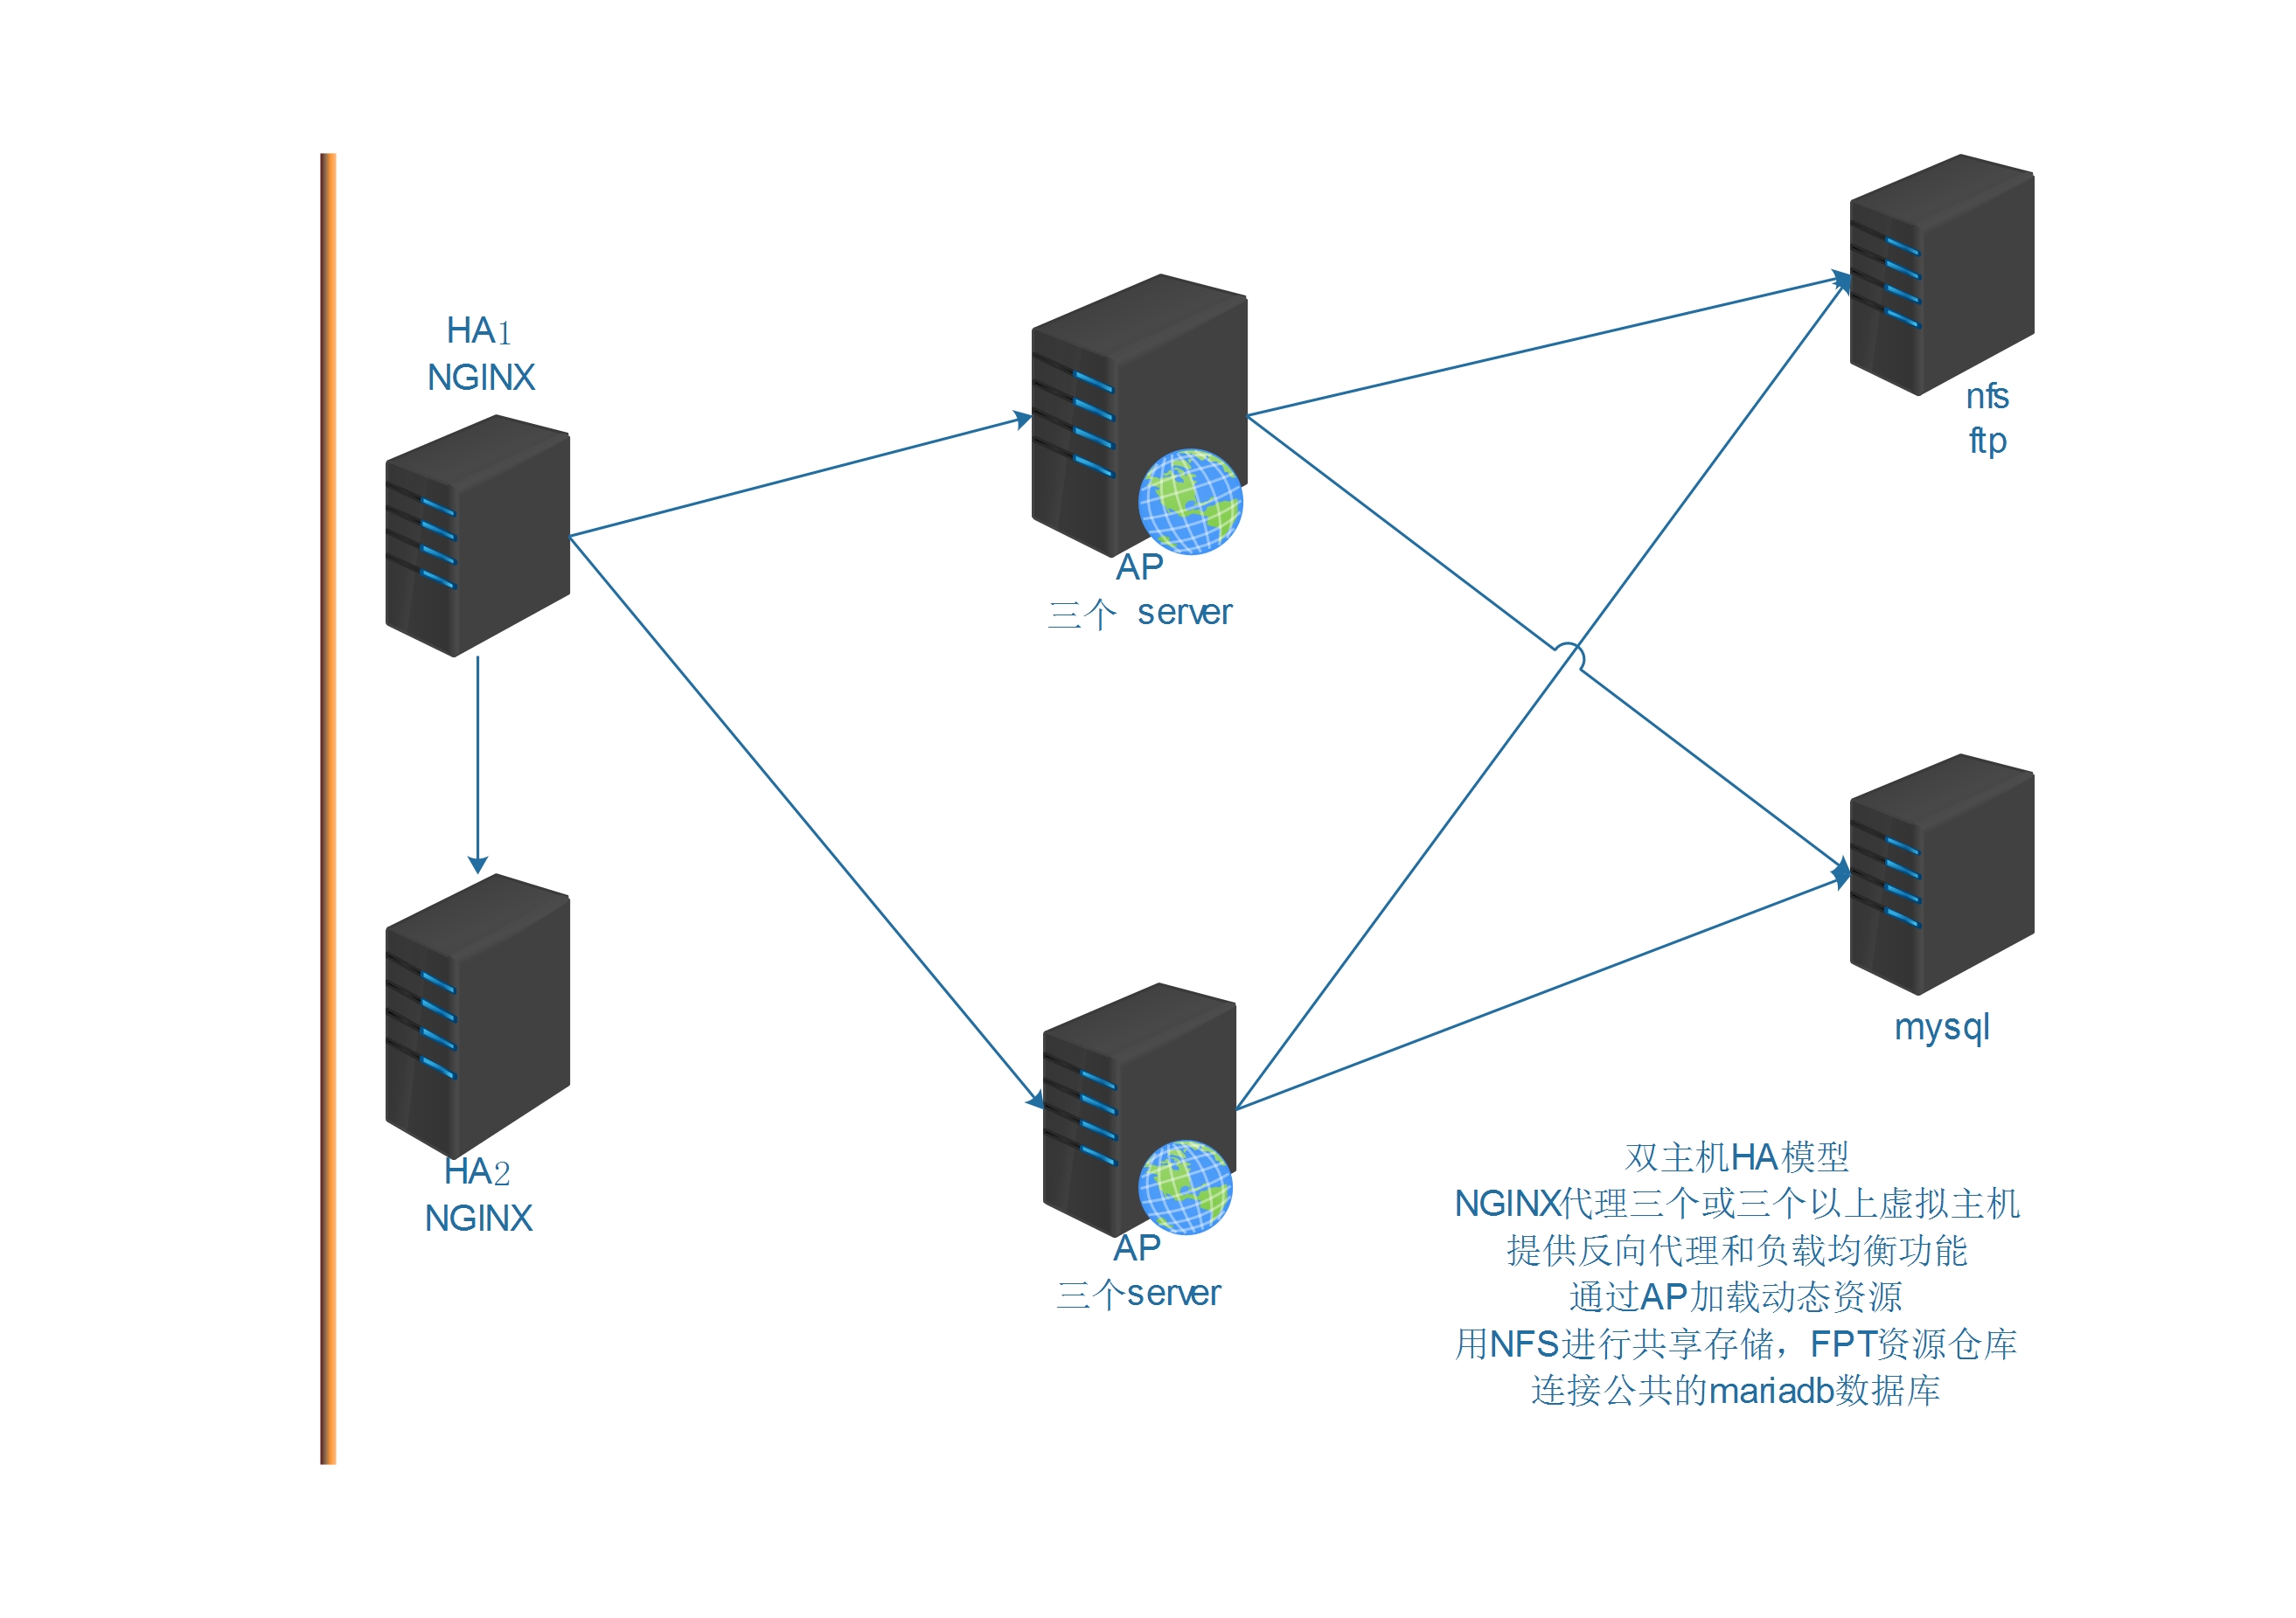 HA1
NGINX
AP
三个 server
nfs
ftp
HA2
NGINX
AP
三个server
mysql
双主机HA模型
NGINX代理三个或三个以上虚拟主机
提供反向代理和负载均衡功能
通过AP加载动态资源
用NFS进行共享存储，FPT资源仓库
连接公共的mariadb数据库